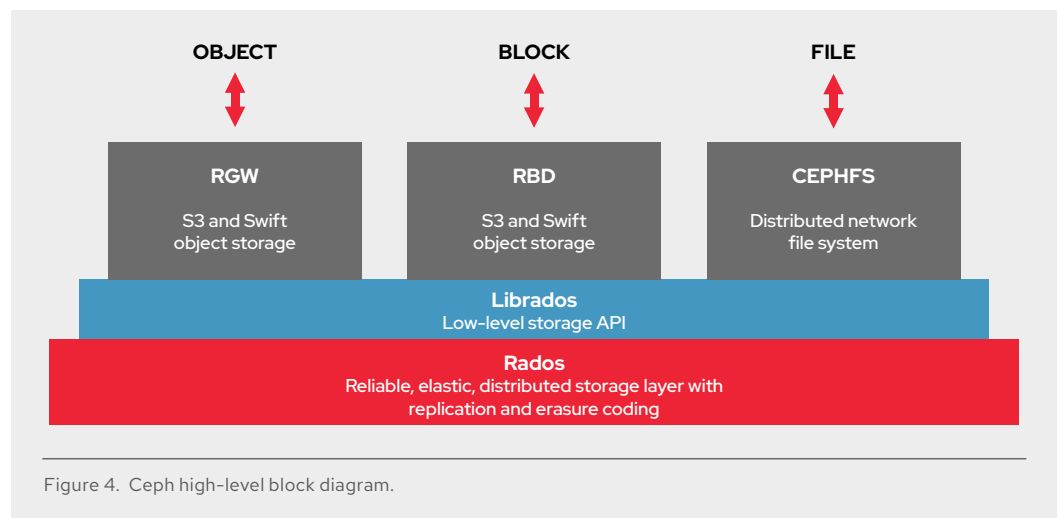 OBJECT
BLOCK
FILE
RGW
S3 and Swift
object storage
RBD
S3 and Swift
object storage
CEPHFS
Distributed network
file system
Librados
Low-level storage API
Rados
Reliable, elastic, distributed storage layer with
replication and erasure coding
Figure 4. Ceph high-level block diagram.